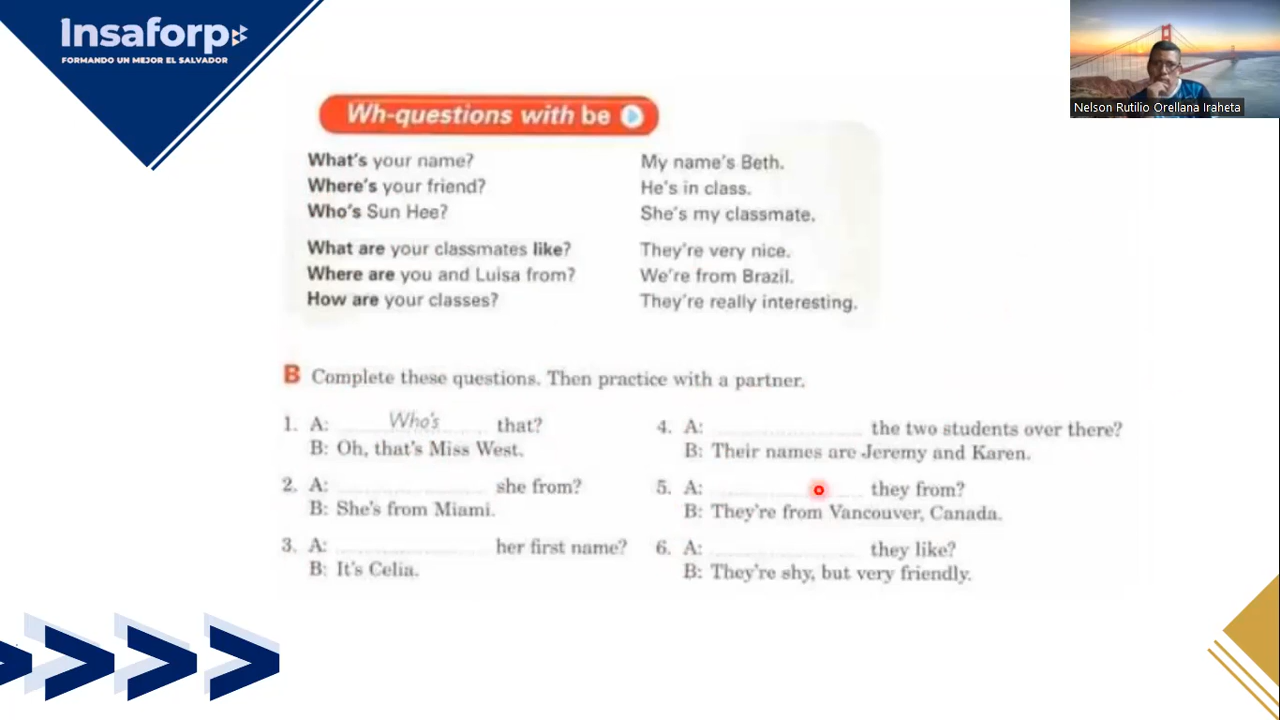 Insaforp
FORMANDO UN MEJOR EL SALVADOR
Nelson Rutilio Orellana Iraheta
Wh-questions with be
What's your name? My name's Beth.
Where's your friend? He's in class.
Who's Sun Hee? She's my classmate.
What are your classmates like? They're very nice.
Where are you and Luisa from? We're from Brazil.
How are your classes? They're really interesting.
B Complete these questions. Then practice with a partner.
1. A: Who's that?
B: Oh, that's Miss West.
2. A: she from?
B: She's from Miami.
3. A: her first name?
B: It's Celia.
4. A: the two students over there?
B: Their names are Jeremy and Karen.
5. A: they from?
B: They're from Vancouver, Canada.
6. A: they like?
B: They're shy, but very friendly.